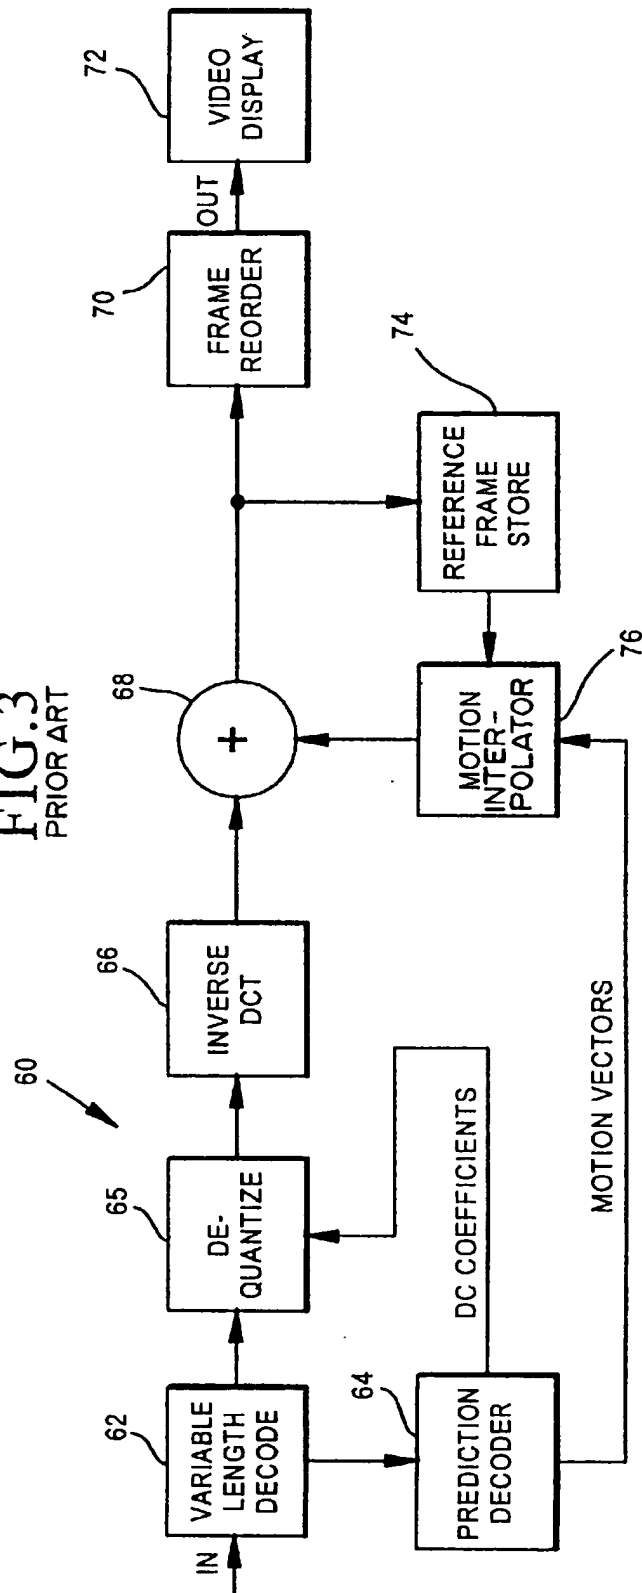 FIG.3
PRIOR ART
60
IN
62
VARIABLE
LENGTH
DECODE
65
DE-
QUANTIZE
66
INVERSE
DCT
68
+
70
FRAME
REORDER
OUT
72
VIDEO
DISPLAY
64
PREDICTION
DECODER
DC COEFFICIENTS
MOTION VECTORS
MOTION
INTER-
POLATOR
76
REFERENCE
FRAME
STORE
74